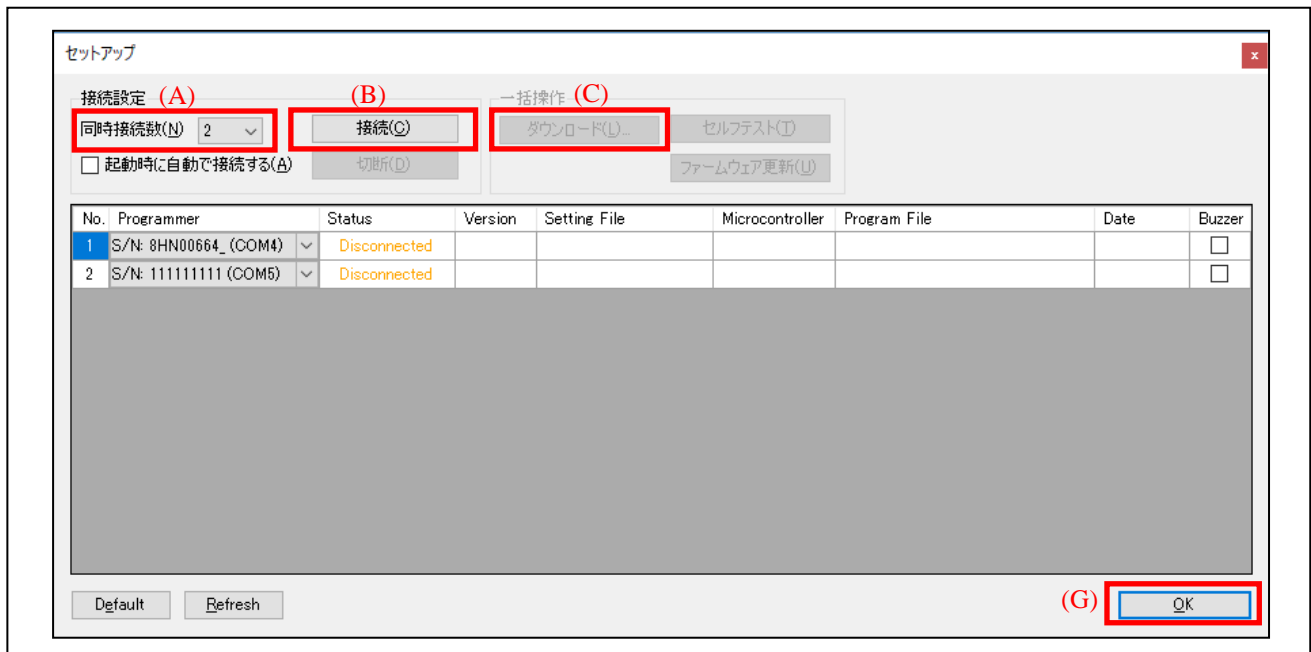 セットアップ
x
接続設定 (A) (B) 一括操作 (C)
同時接続数(N) 2 接続(C) ダウンロード(L)... セルフテスト(T)
起動時に自動で接続する(A) 切断(D) ファームウェア更新(U)
No. Programmer Status Version Setting File Microcontroller Program File Date Buzzer
1 S/N: 8HN00664_ (COM4) Disconnected
2 S/N: 111111111 (COM5) Disconnected
Default Refresh (G) OK